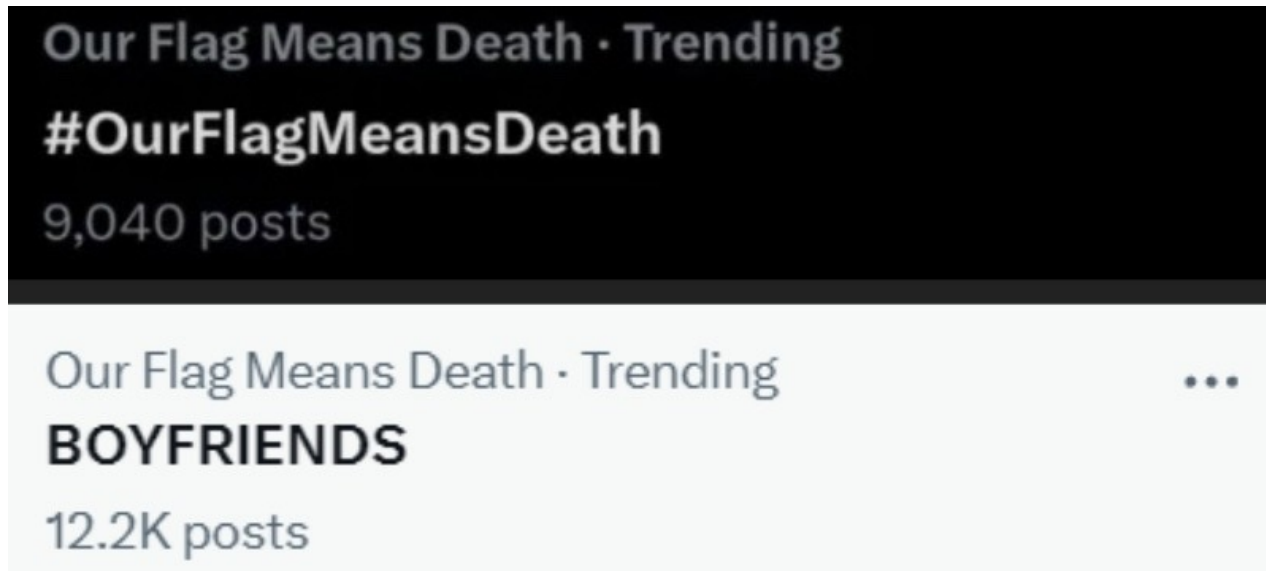 Our Flag Means Death · Trending
#OurFlagMeansDeath
9,040 posts
Our Flag Means Death · Trending
BOYFRIENDS
12.2K posts